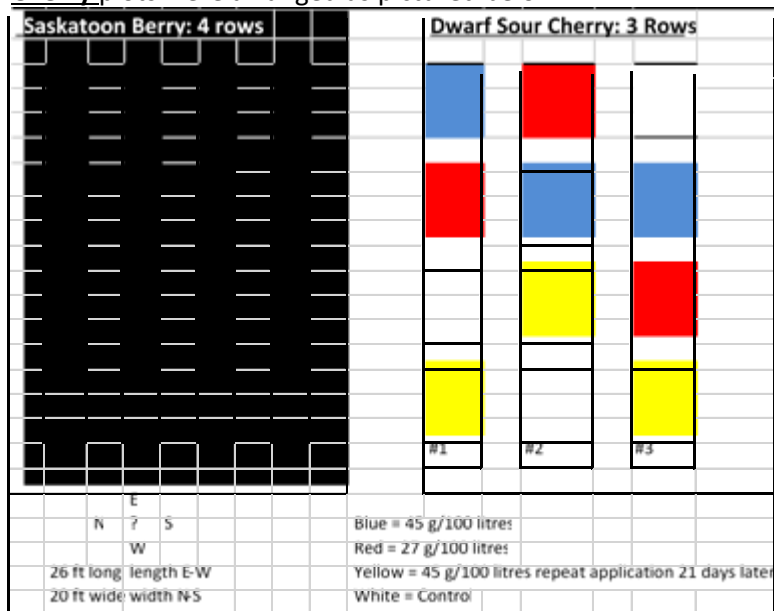 Saskatoon Berry: 4 rows
Dwarf Sour Cherry: 3 Rows
#1 #2 #3
E
N ? S
W
26 ft long length E-W
20 ft wide width N-S
Blue = 45 g/100 litres
Red = 27 g/100 litres
Yellow = 45 g/100 litres repeat application 21 days later
White = Control